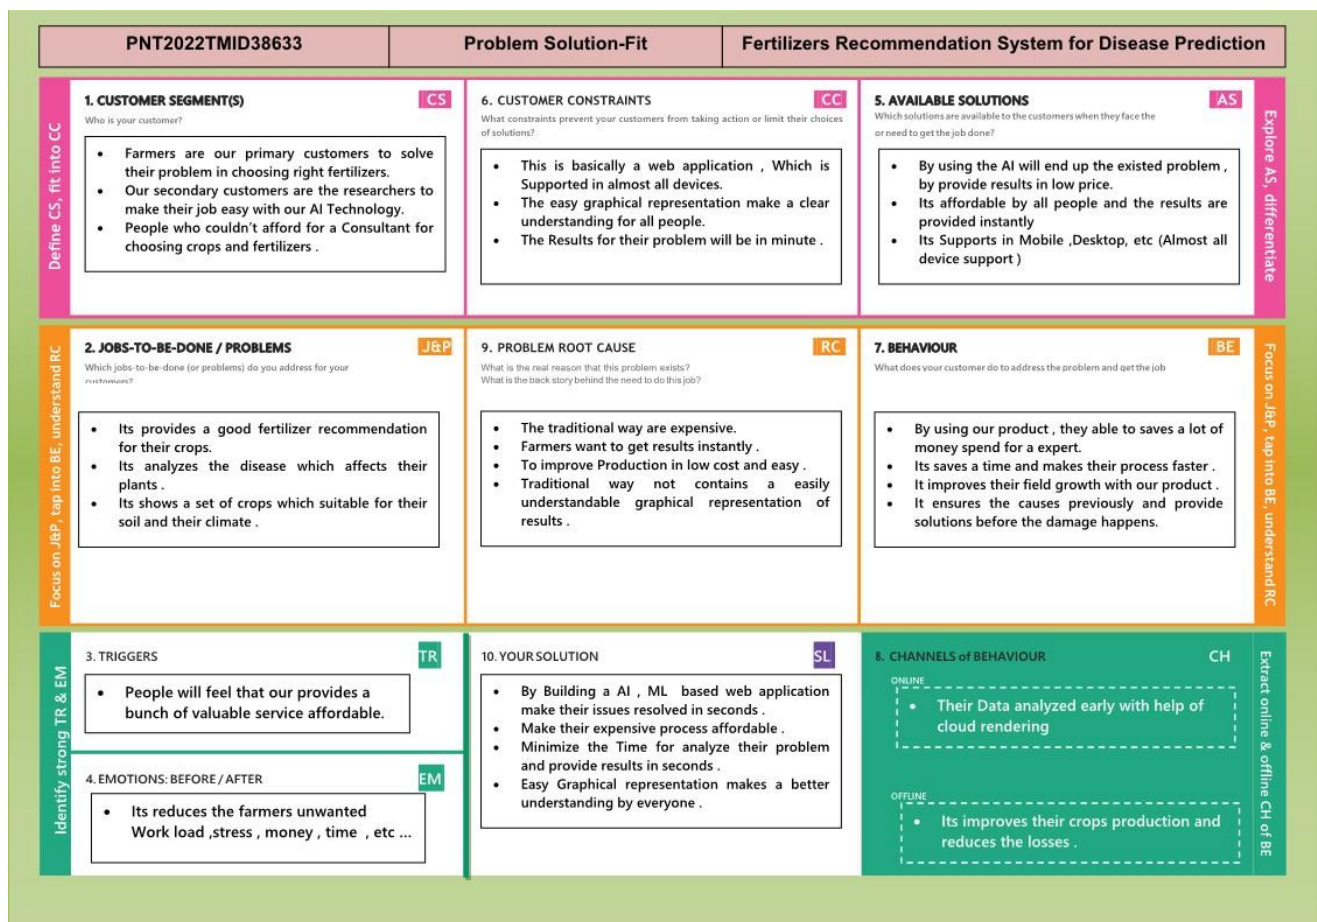 PNT2022TMID38633
Problem Solution-Fit
Fertilizers Recommendation System for Disease Prediction
Define CS, fit into CC
1. CUSTOMER SEGMENT(S)
CS
Who is your customer?
• Farmers are our primary customers to solve
their problem in choosing right fertilizers.
• Our secondary customers are the researchers to
make their job easy with our AI Technology.
• People who couldn't afford for a Consultant for
choosing crops and fertilizers .
6. CUSTOMER CONSTRAINTS
CC
What constraints prevent your customers from taking action or limit their choices
of solutions?
• This is basically a web application , Which is
Supported in almost all devices.
• The easy graphical representation make a clear
understanding for all people.
• The Results for their problem will be in minute .
5. AVAILABLE SOLUTIONS
AS
Which solutions are available to the customers when they face the
or need to get the job done?
• By using the AI will end up the existed problem ,
by provide results in low price.
• Its affordable by all people and the results are
provided instantly
• Its Supports in Mobile ,Desktop, etc (Almost all
device support )
Explore AS, differentiate
Focus on J&P, tap into BE, understand RC
2. JOBS-TO-BE-DONE / PROBLEMS
J&P
Which jobs-to-be-done (or problems) do you address for your
customers?
• Its provides a good fertilizer recommendation
for their crops.
• Its analyzes the disease which affects their
plants .
• Its shows a set of crops which suitable for their
soil and their climate .
9. PROBLEM ROOT CAUSE
RC
What is the real reason that this problem exists?
What is the back story behind the need to do this job?
• The traditional way are expensive.
• Farmers want to get results instantly .
• To improve Production in low cost and easy .
• Traditional way not contains a easily
understandable graphical representation of
results .
7. BEHAVIOUR
BE
What does your customer do to address the problem and get the job
• By using our product , they able to saves a lot of
money spend for a expert.
• Its saves a time and makes their process faster .
• It improves their field growth with our product .
• It ensures the causes previously and provide
solutions before the damage happens.
Focus on J&P, tap into BE, understand RC
Identify strong TR & EM
3. TRIGGERS
TR
• People will feel that our provides a
bunch of valuable service affordable.
4. EMOTIONS: BEFORE / AFTER
EM
• Its reduces the farmers unwanted
Work load ,stress , money , time , etc ...
10. YOUR SOLUTION
SL
• By Building a AI , ML based web application
make their issues resolved in seconds .
• Make their expensive process affordable .
• Minimize the Time for analyze their problem
and provide results in seconds .
• Easy Graphical representation makes a better
understanding by everyone .
8. CHANNELS of BEHAVIOUR
CH
ONLINE
• Their Data analyzed early with help of
cloud rendering
OFFLINE
• Its improves their crops production and
reduces the losses .
Extract online & offline CH of BE